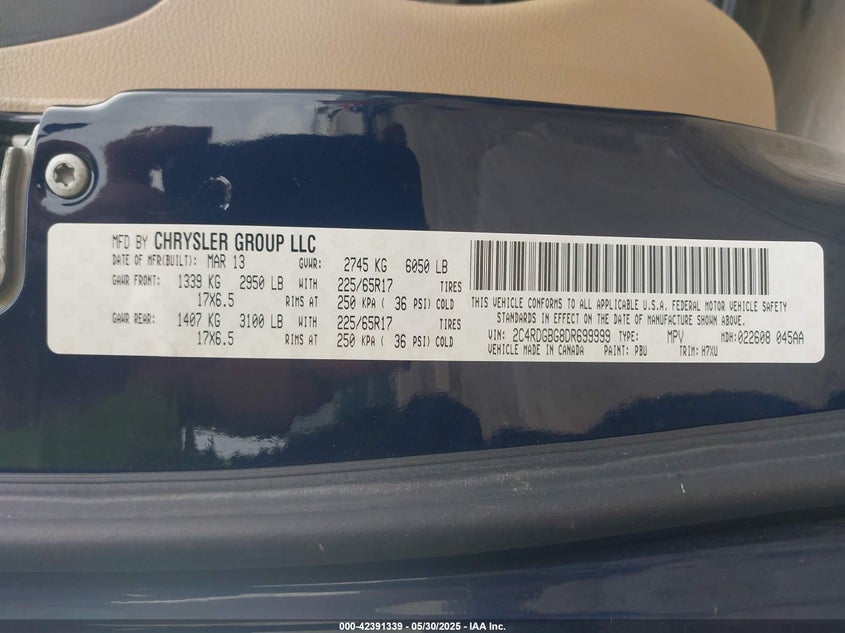 MFD BY CHRYSLER GROUP LLC
DATE OF MFR(BUILT): MAR 13 GVWR: 2745 KG 6050 LB
GAWR FRONT: 1339 KG 2950 LB WITH 225/65R17 TIRES
17X6.5 RIMS AT 250 KPA ( 36 PSI) COLD
GAWR REAR: 1407 KG 3100 LB WITH 225/65R17 TIRES
17X6.5 RIMS AT 250 KPA ( 36 PSI) COLD
THIS VEHICLE CONFORMS TO ALL APPLICABLE U.S.A. FEDERAL MOTOR VEHICLE SAFETY
STANDARDS IN EFFECT ON THE DATE OF MANUFACTURE SHOWN ABOVE.
VIN: 2C4RDGBG8DR699999 TYPE: MPV MDH:022608 045AA
VEHICLE MADE IN CANADA PAINT: PBU TRIM: H7XU
000-42391339 - 05/30/2025 - IAA Inc.